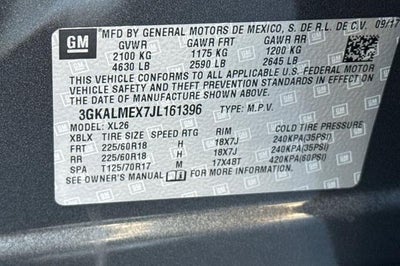 GM
MFD BY GENERAL MOTORS DE MEXICO, S. DE R.L. DE C.V. 09/17
GVWR GAWR FRT GAWR RR
2100 KG 1175 KG 1200 KG
4630 LB 2590 LB 2645 LB
THIS VEHICLE CONFORMS TO ALL APPLICABLE U.S. FEDERAL
MOTOR VEHICLE SAFETY, BUMPER, AND THEFT PREVENTION
STANDARDS IN EFFECT ON THE DATE OF MANUFACTURE
SHOWN ABOVE.
3GKALMEX7JL161396 TYPE: M.P.V.
MODEL: XL26
XBLX TIRE SIZE SPEED RTG RIM COLD TIRE PRESSURE
FRT 225/60R18 H 18X7J 240KPA(35PSI)
RR 225/60R18 H 18X7J 240KPA(35PSI)
SPA T125/70R17 M 17X4BT 420KPA(60PSI)
SEE OWNER'S MANUAL FOR MORE INFORMATION.